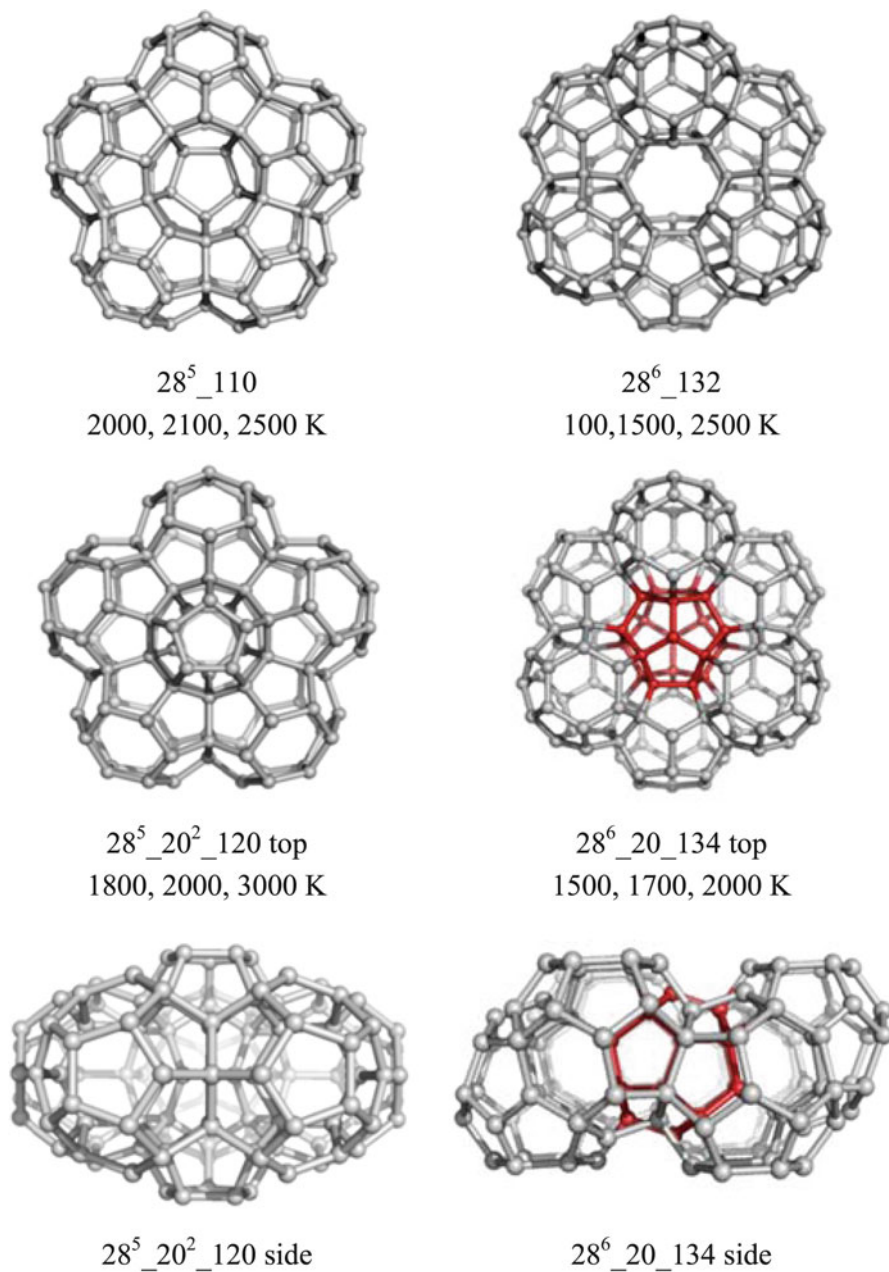 28⁵_110
28⁶_132
2000, 2100, 2500 K
100,1500, 2500 K
28⁵_20²_120 top
28⁶_20_134 top
1800, 2000, 3000 K
1500, 1700, 2000 K
28⁵_20²_120 side
28⁶_20_134 side